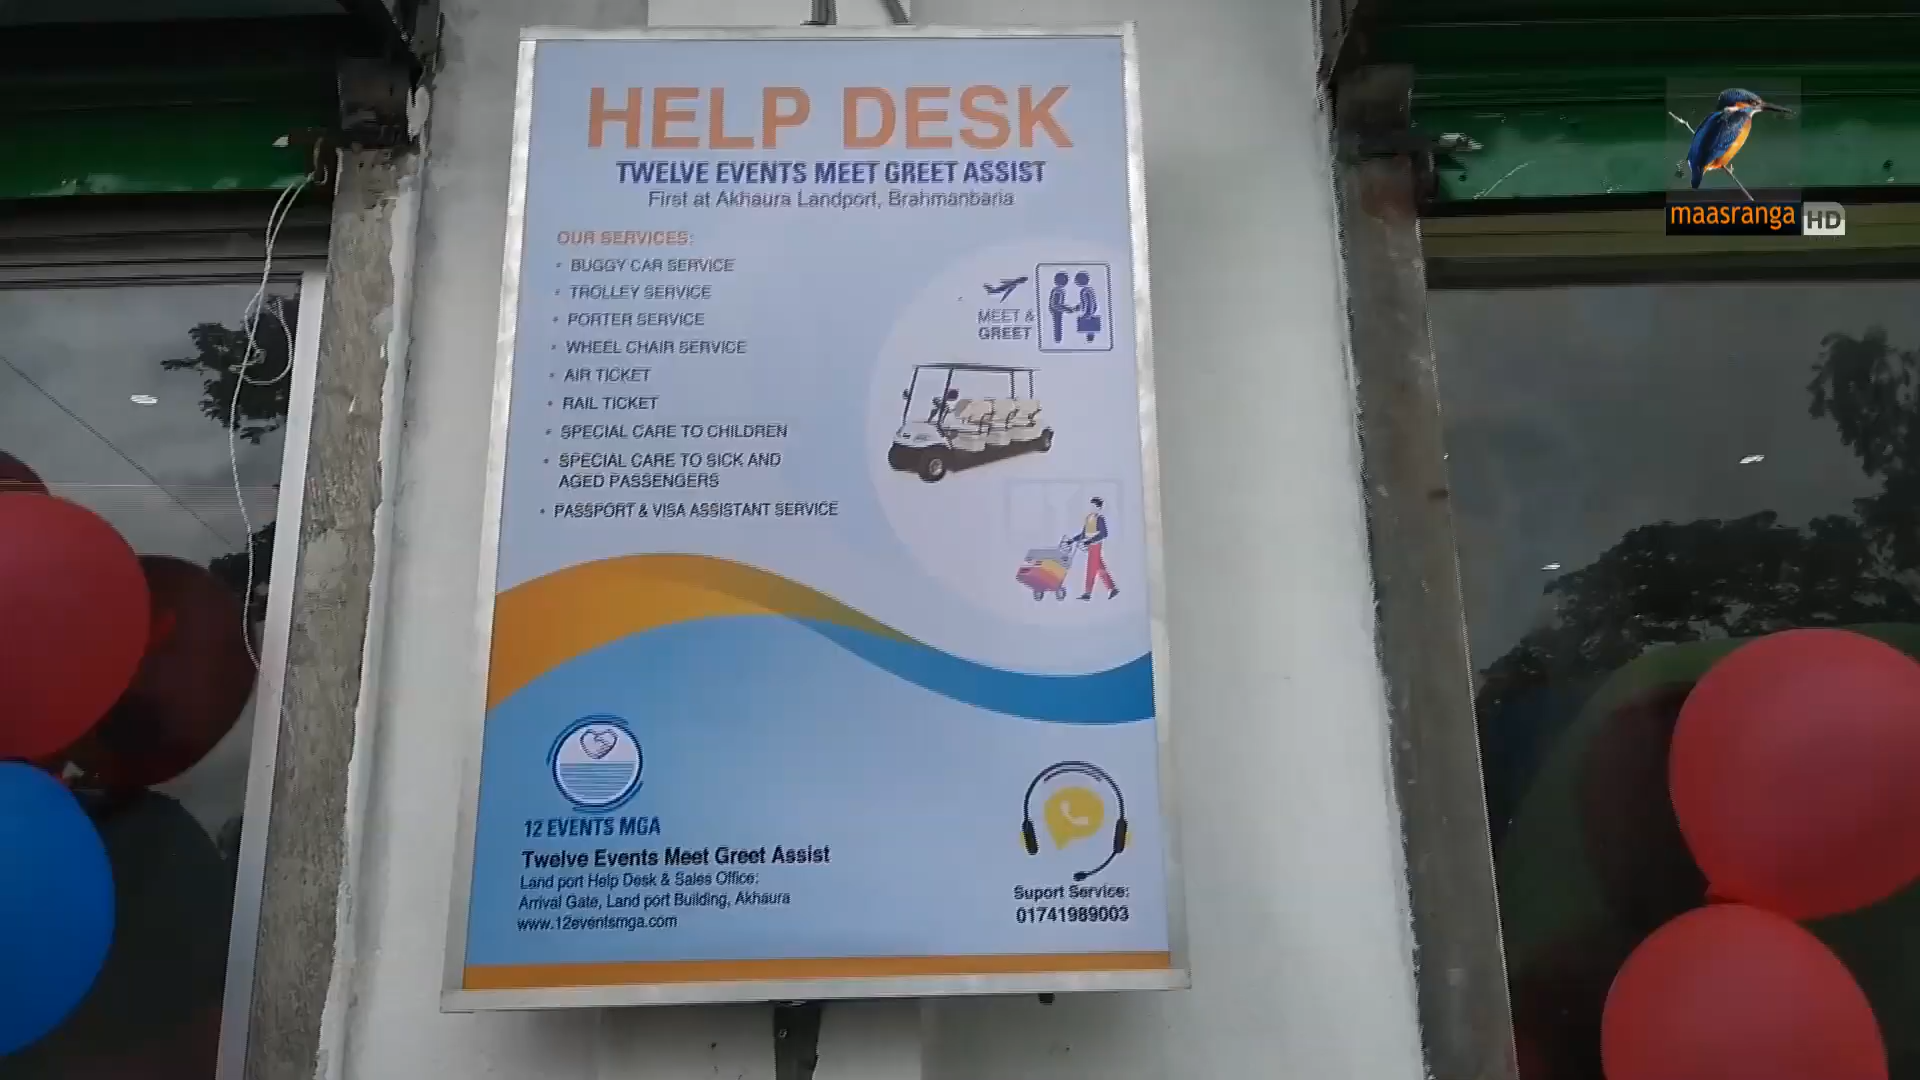 HELP DESK
TWELVE EVENTS MEET GREET ASSIST
First at Akhaura Landport, Brahmanbaria
OUR SERVICES:
• BUGGY CAR SERVICE
• TROLLEY SERVICE
• PORTER SERVICE
• WHEEL CHAIR SERVICE
• AIR TICKET
• RAIL TICKET
• SPECIAL CARE TO CHILDREN
• SPECIAL CARE TO SICK AND
AGED PASSENGERS
• PASSPORT & VISA ASSISTANT SERVICE
MEET &
GREET
12 EVENTS MGA
Twelve Events Meet Greet Assist
Land port Help Desk & Sales Office:
Arrival Gate, Land port Building, Akhaura
www.12eventsmga.com
Suport Service:
01741989003
maasranga HD